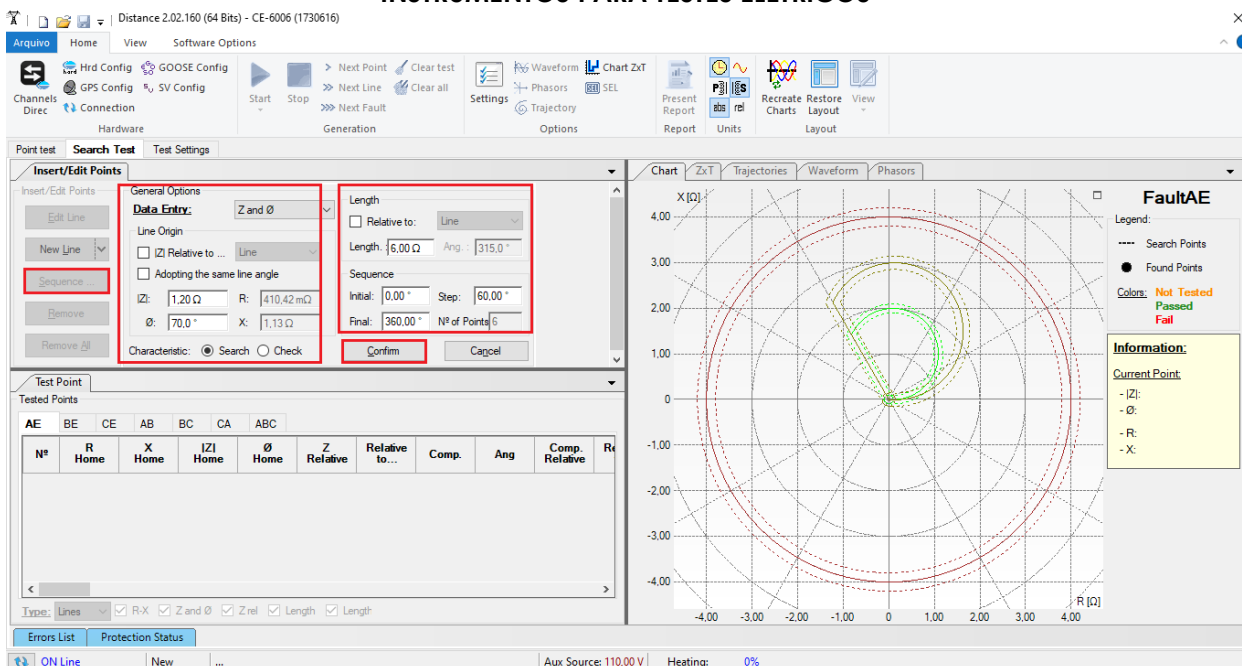 INSTRUMENTOS PARA TESTES ELÉTRICOS
Distance 2.02.160 (64 Bits) - CE-6006 (1730616)
Arquivo Home View Software Options
Channels Direc
Hrd Config GOOSE Config
GPS Config SV Config
Connection
Hardware
Start Stop
Next Point Clear test
Next Line Clear all
Next Fault
Generation
Settings
Waveform Chart ZxT
Phasors SEL
Trajectory
Options
Present Report
Report
abs rel
Units
Recreate Charts
Restore Layout
View
Layout
Point test Search Test Test Settings
Insert/Edit Points
Insert/Edit Points
Edit Line
New Line
Sequence ...
Remove
Remove All
General Options
Data Entry: Z and Ø
Line Origin
|Z| Relative to ... Line
Adopting the same line angle
|Z|: 1,20 Ω R: 410,42 mΩ
Ø: 70,0 ° X: 1,13 Ω
Characteristic: Search Check
Length
Relative to: Line
Length. : 6,00 Ω Ang. : 315,0 °
Sequence
Initial: 0,00 ° Step: 60,00 °
Final: 360,00 ° Nº of Points 6
Confirm Cancel
Test Point
Tested Points
AE BE CE AB BC CA ABC
Nº R Home X Home |Z| Home Ø Home Z Relative Relative to... Comp. Ang Comp. Relative
Type: Lines R-X Z and Ø Z rel Length
Chart ZxT Trajectories Waveform Phasors
X [Ω]
4,00
3,00
2,00
1,00
0
-1,00
-2,00
-3,00
-4,00
-4,00 -3,00 -2,00 -1,00 0 1,00 2,00 3,00 4,00
R [Ω]
FaultAE
Legend:
Search Points
Found Points
Colors: Not Tested
Passed
Fail
Information:
Current Point:
- |Z|:
- Ø:
- R:
- X:
Errors List Protection Status
ON Line New ... Aux Source: 110.00 V Heating: 0%